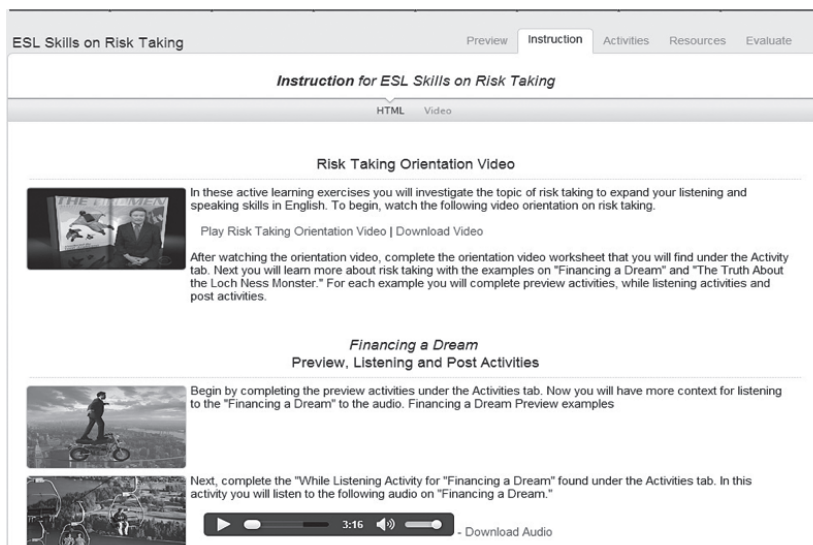 ESL Skills on Risk Taking
Preview Instruction Activities Resources Evaluate
Instruction for ESL Skills on Risk Taking
HTML Video
Risk Taking Orientation Video
In these active learning exercises you will investigate the topic of risk taking to expand your listening and
speaking skills in English. To begin, watch the following video orientation on risk taking.
Play Risk Taking Orientation Video | Download Video
After watching the orientation video, complete the orientation video worksheet that you will find under the Activity
tab. Next you will learn more about risk taking with the examples on "Financing a Dream" and "The Truth About
the Loch Ness Monster." For each example you will complete preview activities, while listening activities and
post activities.
Financing a Dream
Preview, Listening and Post Activities
Begin by completing the preview activities under the Activities tab. Now you will have more context for listening
to the "Financing a Dream" to the audio. Financing a Dream Preview examples
Next, complete the "While Listening Activity for "Financing a Dream" found under the Activities tab. In this
activity you will listen to the following audio on "Financing a Dream."
3:16 - Download Audio